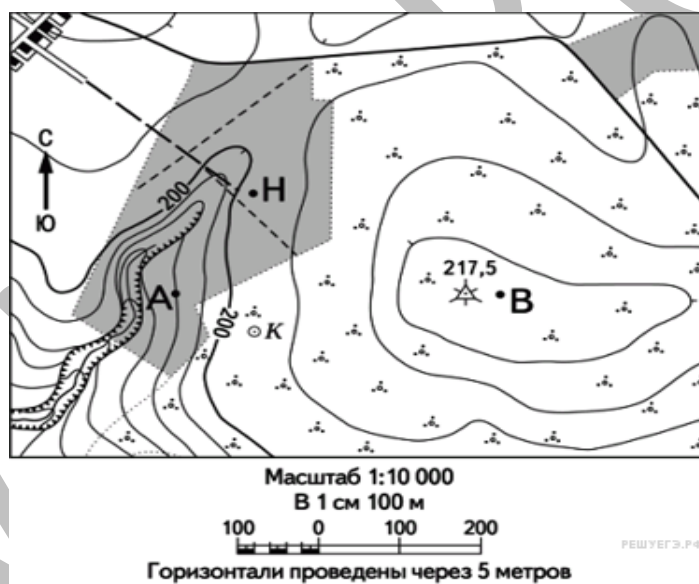 С
Ю
200
Н
217,5
А
В
200
К
Масштаб 1:10 000
В 1 см 100 м
100 0 100 200
РЕШУЕГЭ.РФ
Горизонтали проведены через 5 метров